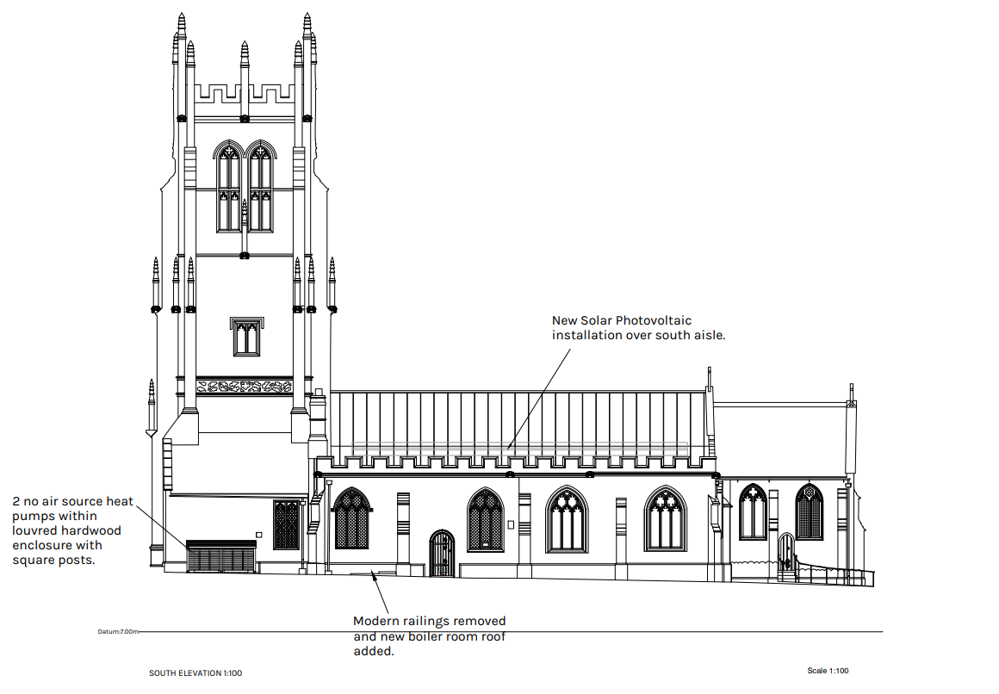 New Solar Photovoltaic
installation over south aisle.
2 no air source heat
pumps within
louvred hardwood
enclosure with
square posts.
Modern railings removed
and new boiler room roof
added.
Datum:7.00m
SOUTH ELEVATION 1:100
Scale 1:100